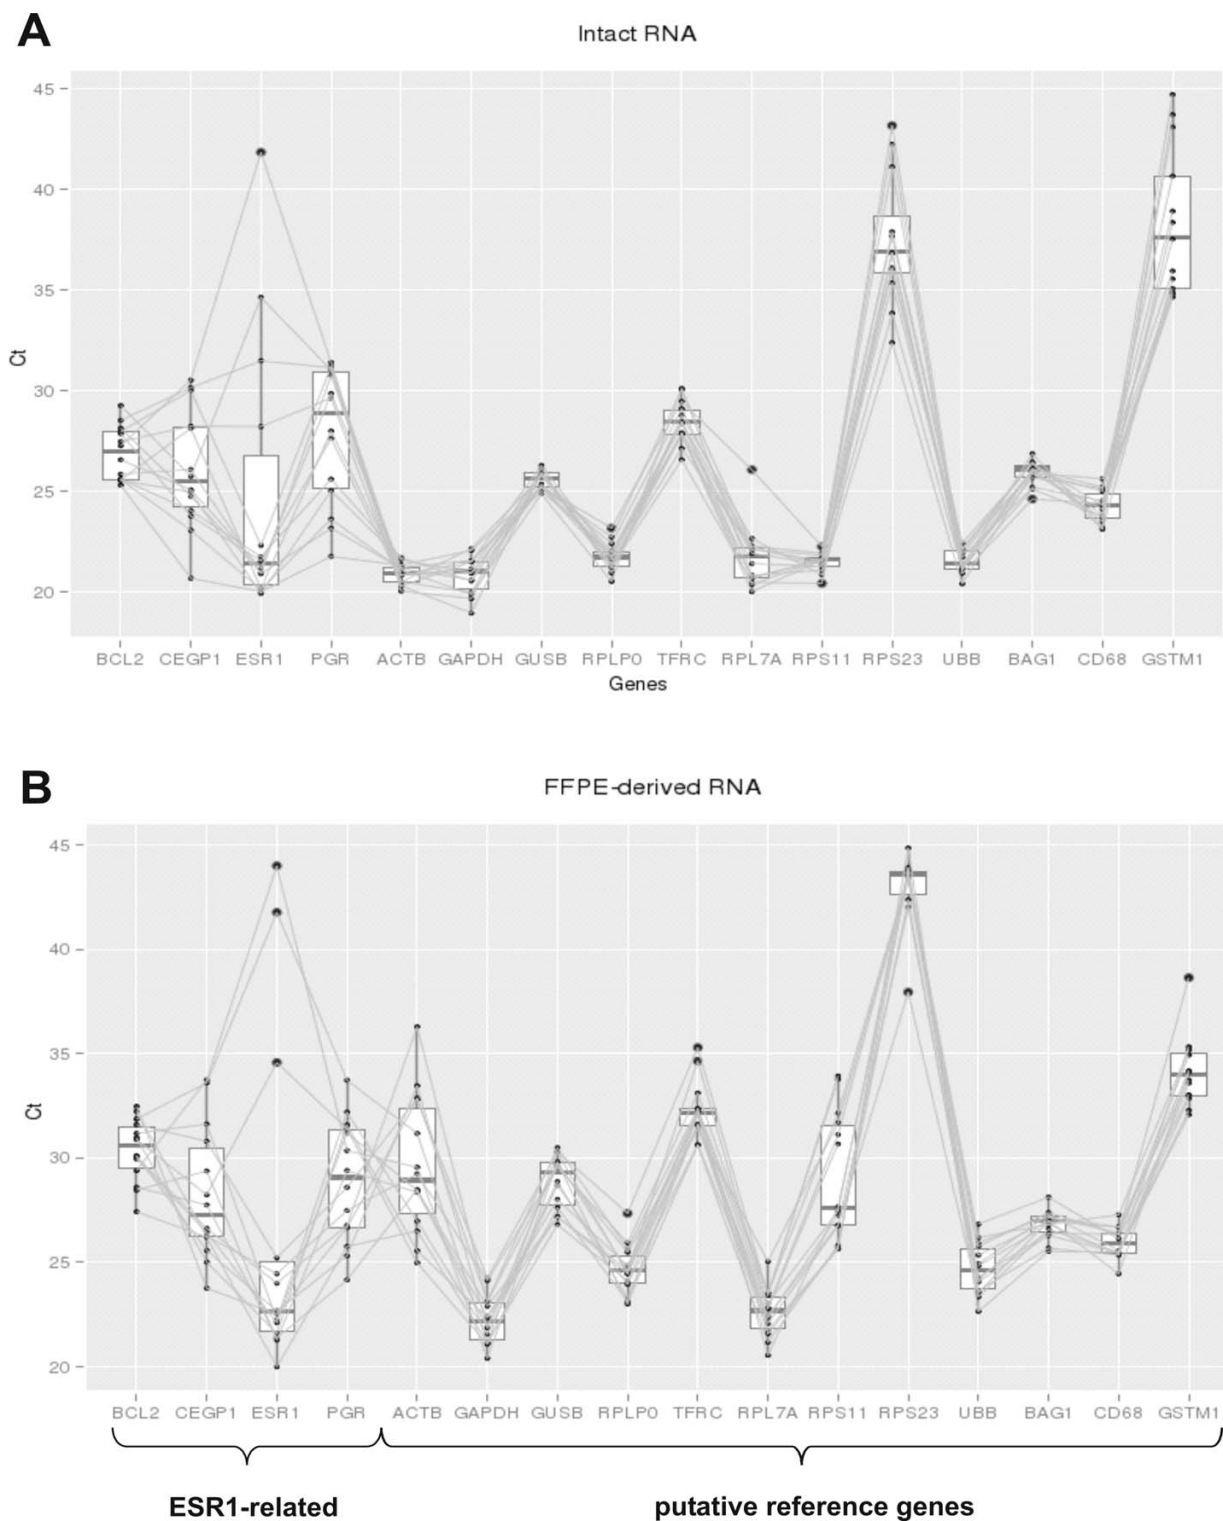 A
Intact RNA
45
40
35
30
25
20
Ct
BCL2 CEGP1 ESR1 PGR ACTB GAPDH GUSB RPLP0 TFRC RPL7A RPS11 RPS23 UBB BAG1 CD68 GSTM1
Genes
B
FFPE-derived RNA
45
40
35
30
25
20
Ct
BCL2 CEGP1 ESR1 PGR ACTB GAPDH GUSB RPLP0 TFRC RPL7A RPS11 RPS23 UBB BAG1 CD68 GSTM1
ESR1-related putative reference genes